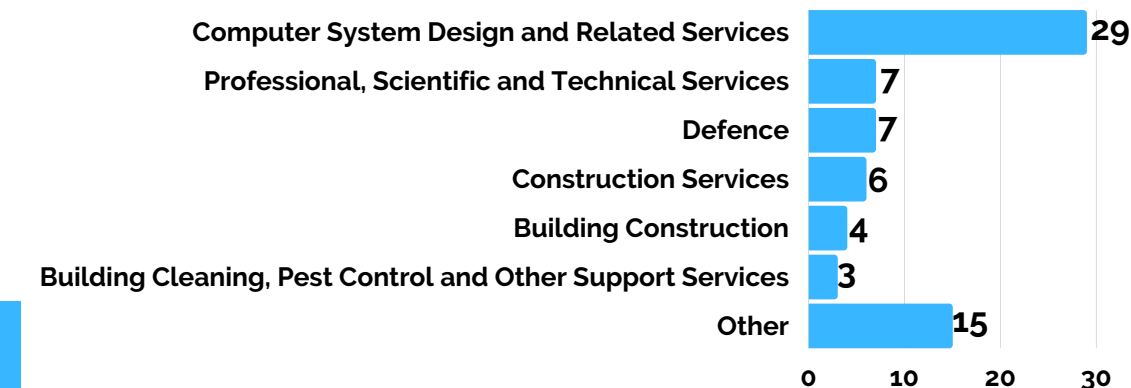 Computer System Design and Related Services 29
Professional, Scientific and Technical Services 7
Defence 7
Construction Services 6
Building Construction 4
Building Cleaning, Pest Control and Other Support Services 3
Other 15
0 10 20 30